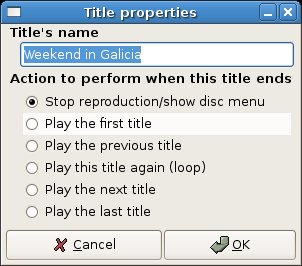 Title properties
Title's name
Weekend in Galicia
Action to perform when this title ends
Stop reproduction/show disc menu
Play the first title
Play the previous title
Play this title again (loop)
Play the next title
Play the last title
Cancel OK